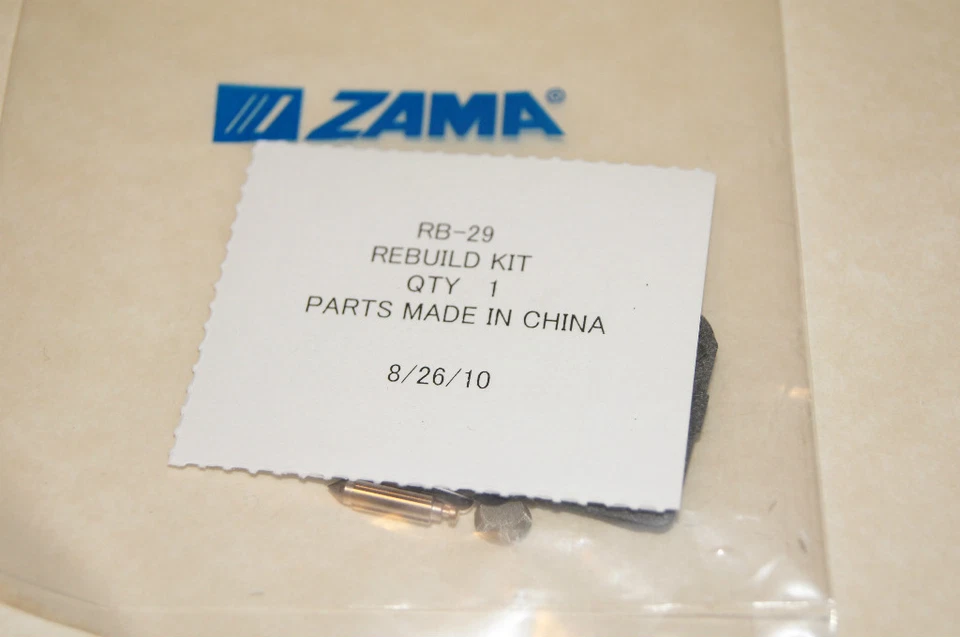 ZAMA®
RB-29
REBUILD KIT
QTY 1
PARTS MADE IN CHINA
8/26/10